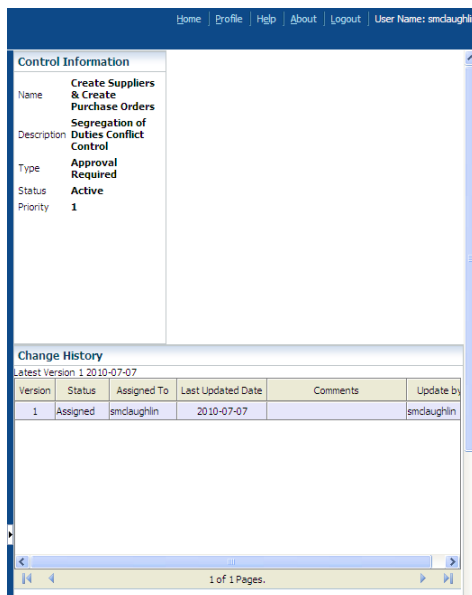 Home Profile Help About Logout User Name: smclaughli
Control Information
Name Create Suppliers
& Create
Purchase Orders
Description Segregation of
Duties Conflict
Control
Type Approval
Required
Status Active
Priority 1
Change History
Latest Version 1 2010-07-07
Version Status Assigned To Last Updated Date Comments Update by
1 Assigned smclaughlin 2010-07-07 smclaughlin
1 of 1 Pages.